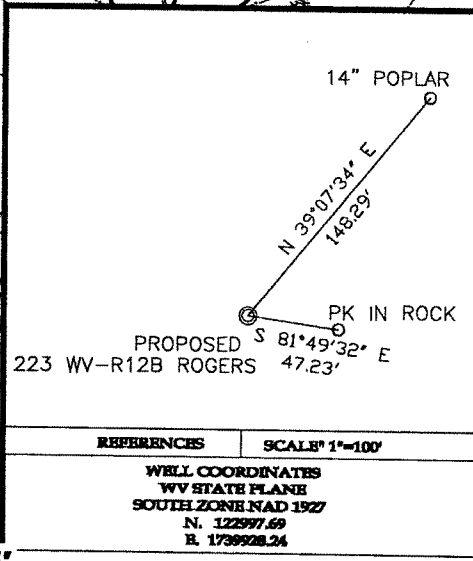 14" POPLAR
N 39°07'34" E
148.29'
PK IN ROCK
PROPOSED
S 81°49'32" E
223 WV-R12B ROGERS
47.23'
REFERENCES
SCALE" 1"=100'
WELL COORDINATES
WV STATE PLANE
SOUTH ZONE NAD 1927
N. 122997.69
E. 1739928.24